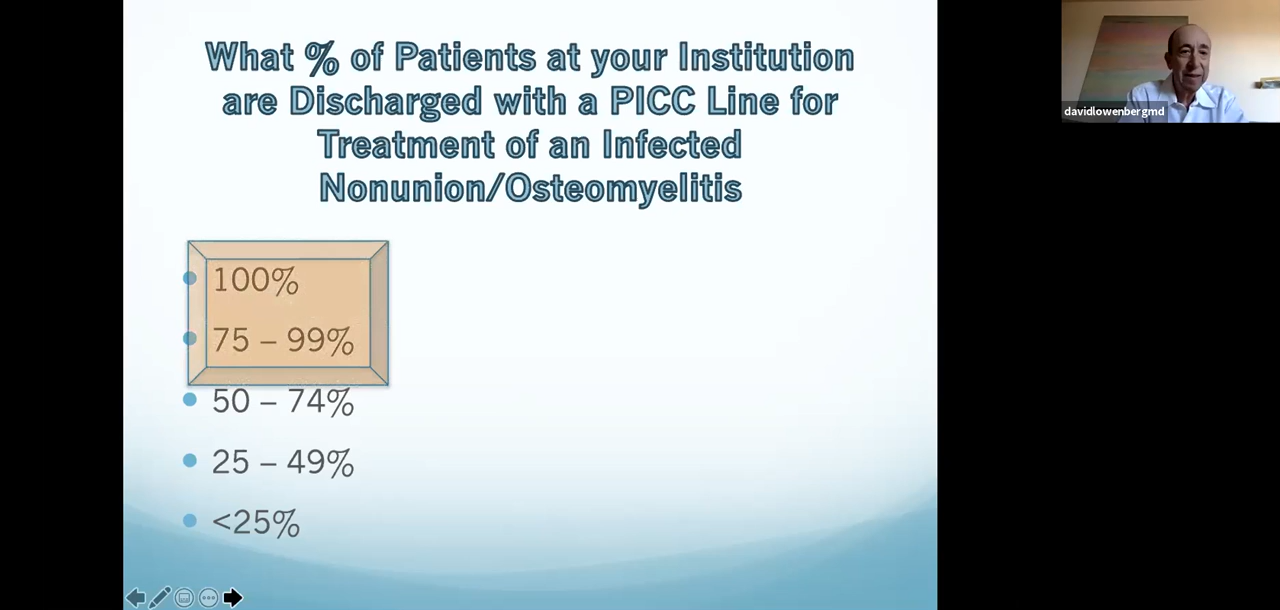 What % of Patients at your Institution
are Discharged with a PICC Line for
Treatment of an Infected
Nonunion/Osteomyelitis
davidlowenbergmd
100%
75 – 99%
50 – 74%
25 – 49%
<25%